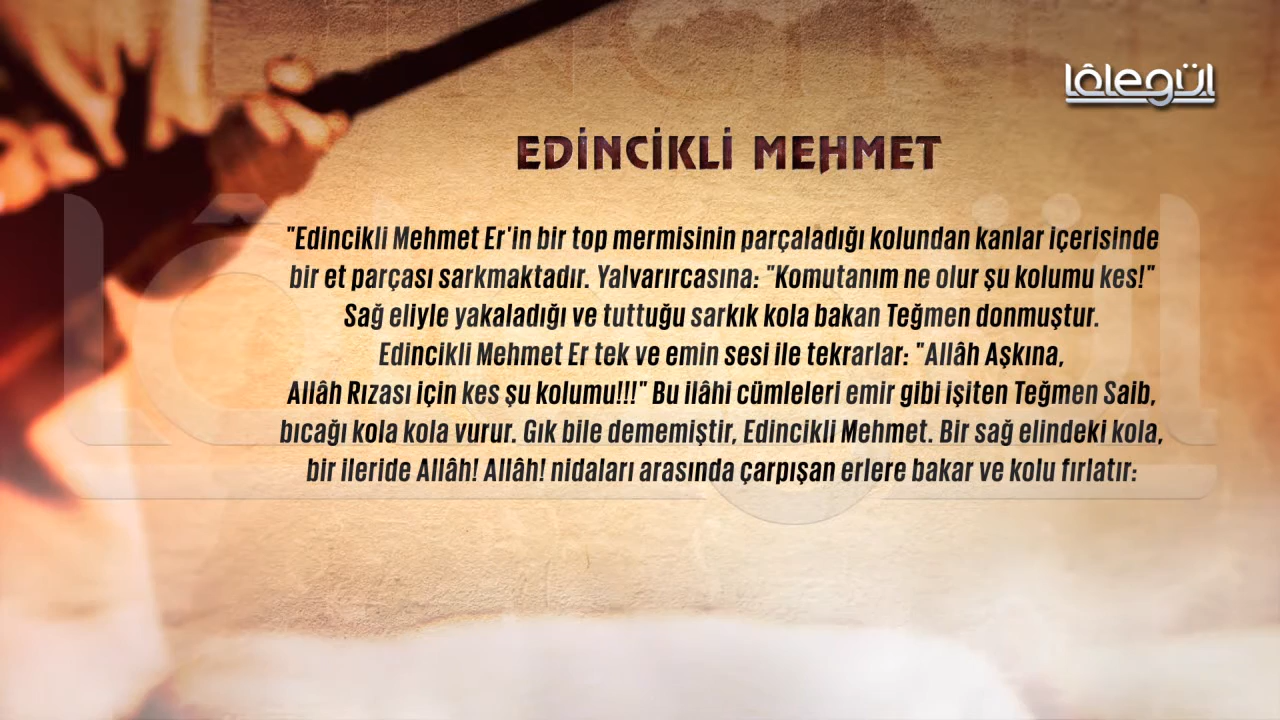 lâlegül
EDİNCİKLİ MEHMET
"Edincikli Mehmet Er'in bir top mermisinin parçaladığı kolundan kanlar içerisinde
bir et parçası sarkmaktadır. Yalvarırcasına: "Komutanım ne olur şu kolumu kes!"
Sağ eliyle yakaladığı ve tuttuğu sarkık kola bakan Teğmen donmuştur.
Edincikli Mehmet Er tek ve emin sesi ile tekrarlar: "Allâh Aşkına,
Allâh Rızası için kes şu kolumu!!!" Bu ilâhi cümleleri emir gibi işiten Teğmen Saib,
bıcağı kola kola vurur. Gık bile dememiştir, Edincikli Mehmet. Bir sağ elindeki kola,
bir ileride Allâh! Allâh! nidaları arasında çarpışan erlere bakar ve kolu fırlatır: